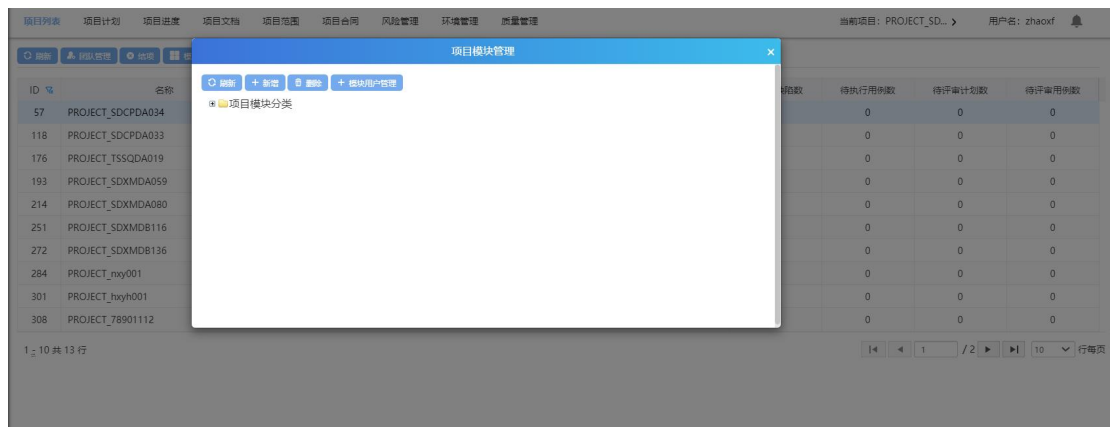 项目列表 项目计划 项目进度 项目文档 项目范围 项目合同 风险管理 环境管理 质量管理 当前项目: PROJECT_SD... 用户名: zhaoxf
刷新 团队管理 结项
项目模块管理 ×
刷新 + 新增 删除 + 模块用户管理
项目模块分类
ID 名称 陷数 待执行用例数 待评审计划数 待评审用例数
57 PROJECT_SDCPDA034 0 0 0
118 PROJECT_SDCPDA033 0 0 0
176 PROJECT_TSSQDA019 0 0 0
193 PROJECT_SDXMDA059 0 0 0
214 PROJECT_SDXMDA080 0 0 0
251 PROJECT_SDXMDB116 0 0 0
272 PROJECT_SDXMDB136 0 0 0
284 PROJECT_nxy001 0 0 0
301 PROJECT_hxyh001 0 0 0
308 PROJECT_78901112 0 0 0
1 - 10 共 13 行 1 / 2 10 行每页